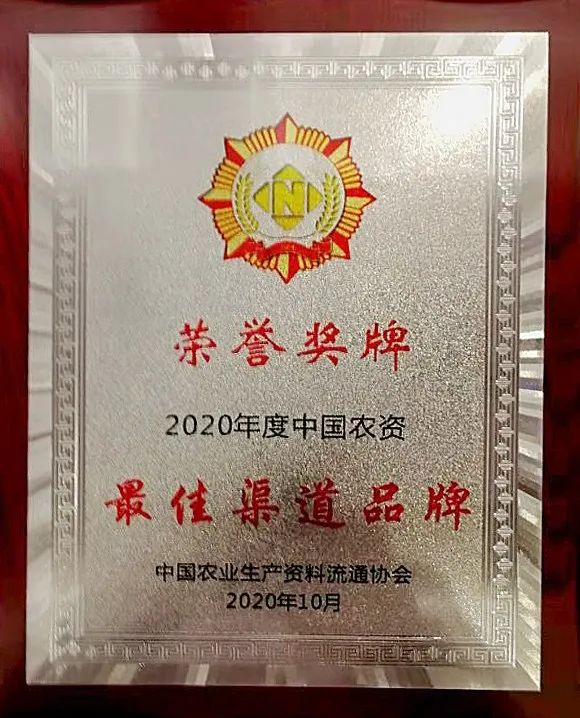 N
荣誉奖牌
2020年度中国农资
最佳渠道品牌
中国农业生产资料流通协会
2020年10月